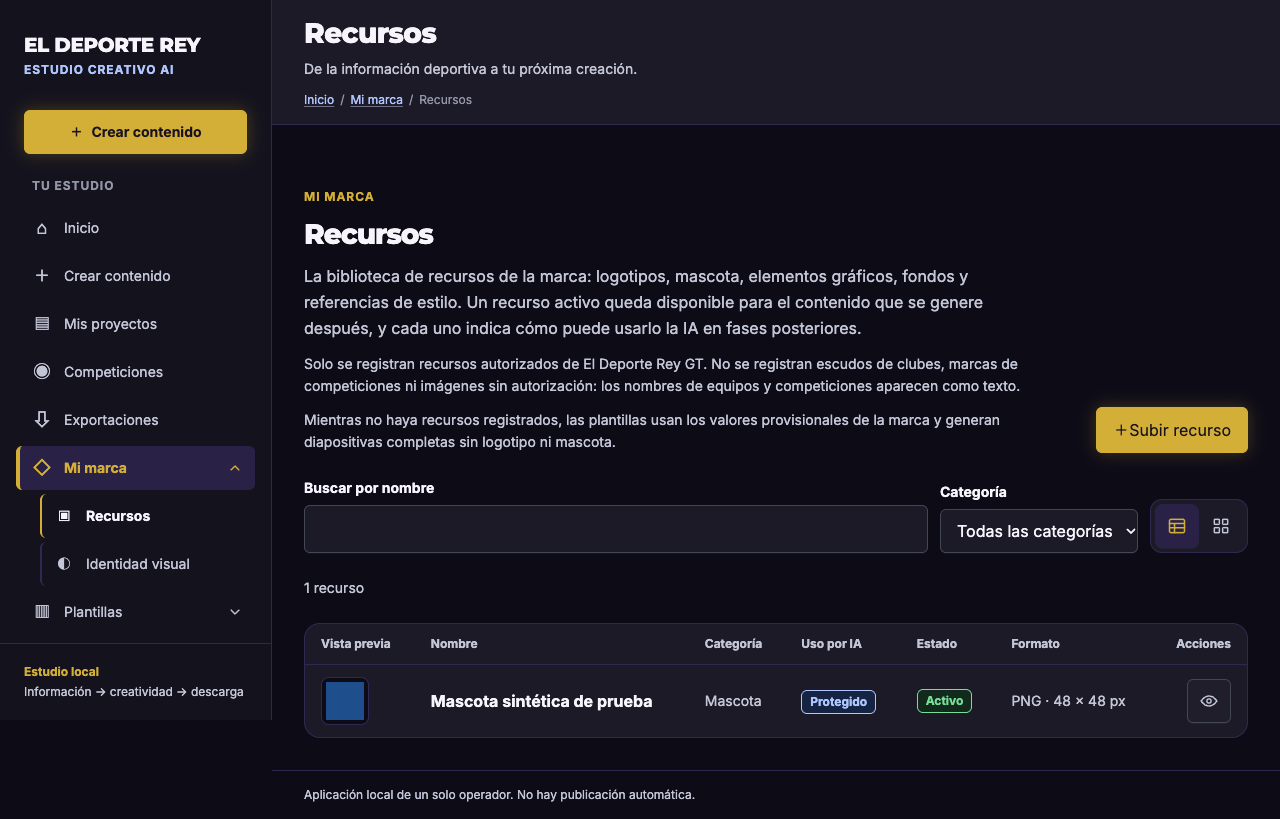 EL DEPORTE REY
ESTUDIO CREATIVO AI
+ Crear contenido
TU ESTUDIO
Inicio
Crear contenido
Mis proyectos
Competiciones
Exportaciones
Mi marca
Recursos
Identidad visual
Plantillas
Estudio local
Información → creatividad → descarga
Recursos
De la información deportiva a tu próxima creación.
Inicio / Mi marca / Recursos
MI MARCA
Recursos
La biblioteca de recursos de la marca: logotipos, mascota, elementos gráficos, fondos y
referencias de estilo. Un recurso activo queda disponible para el contenido que se genere
después, y cada uno indica cómo puede usarlo la IA en fases posteriores.
Solo se registran recursos autorizados de El Deporte Rey GT. No se registran escudos de clubes, marcas de
competiciones ni imágenes sin autorización: los nombres de equipos y competiciones aparecen como texto.
Mientras no haya recursos registrados, las plantillas usan los valores provisionales de la marca y generan
diapositivas completas sin logotipo ni mascota.
+Subir recurso
Buscar por nombre
Categoría
Todas las categorías
1 recurso
Vista previa Nombre Categoría Uso por IA Estado Formato Acciones
Mascota sintética de prueba Mascota Protegido Activo PNG · 48 × 48 px
Aplicación local de un solo operador. No hay publicación automática.